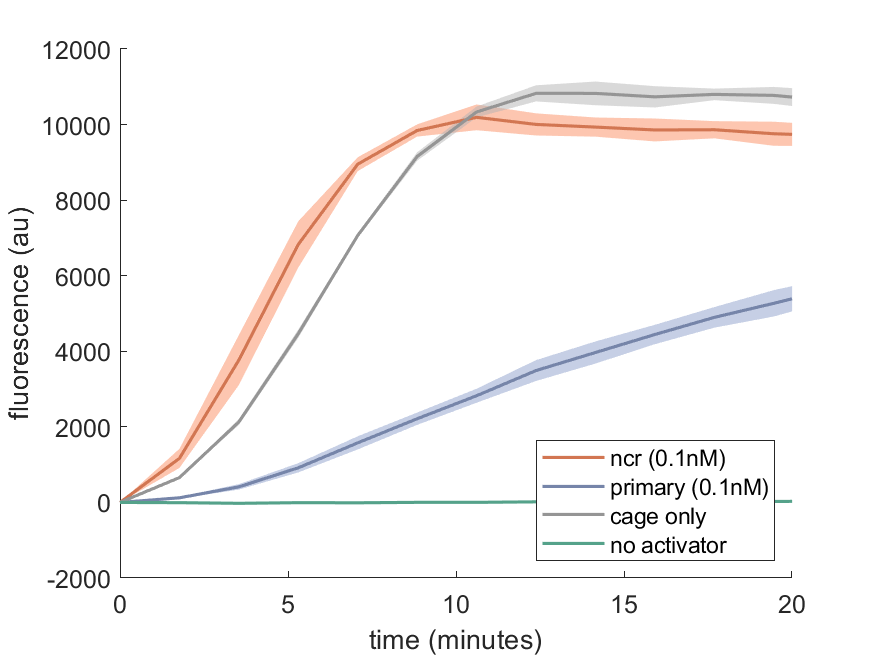 12000
10000
8000
6000
4000
2000
0
-2000
fluorescence (au)
ncr (0.1nM)
primary (0.1nM)
cage only
no activator
0 5 10 15 20
time (minutes)